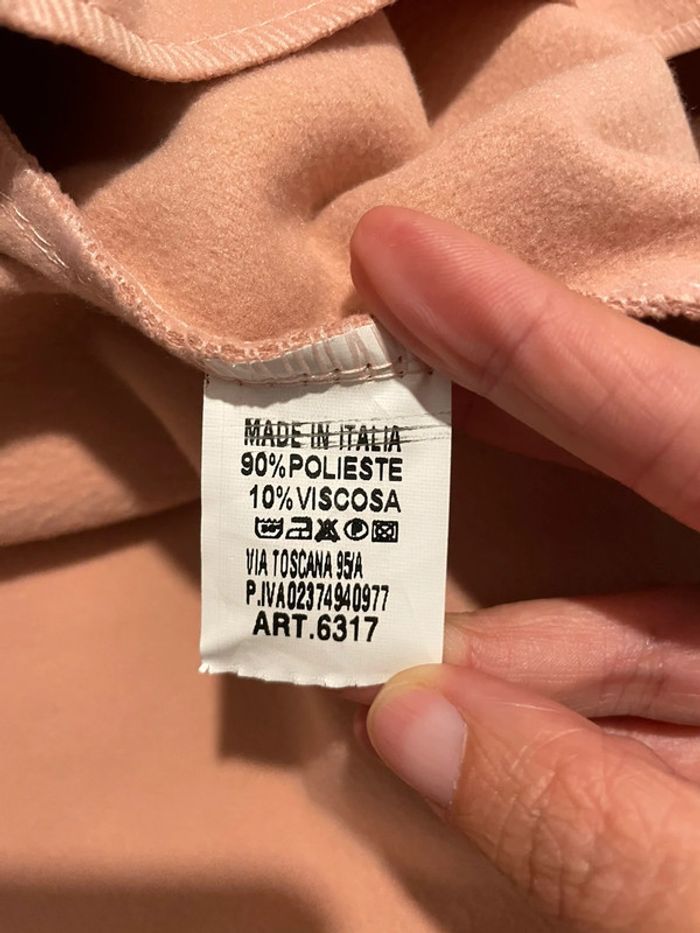 MADE IN ITALIA
90%POLIESTE
10%VISCOSA
P
VIA TOSCANA 95/A
P.IVA02374940977
ART.6317